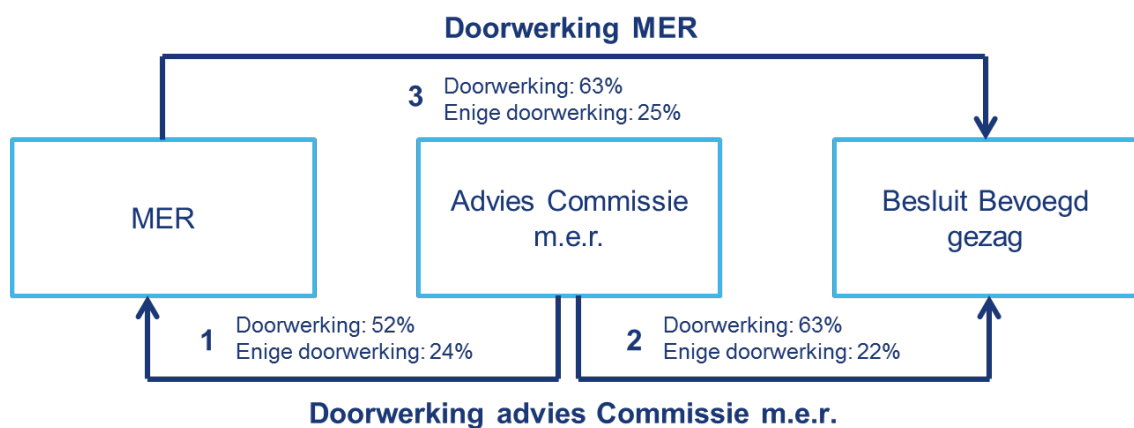 Doorwerking MER
3
Doorwerking: 63%
Enige doorwerking: 25%
MER
Advies Commissie
m.e.r.
Besluit Bevoegd
gezag
1
Doorwerking: 52%
Enige doorwerking: 24%
2
Doorwerking: 63%
Enige doorwerking: 22%
Doorwerking advies Commissie m.e.r.